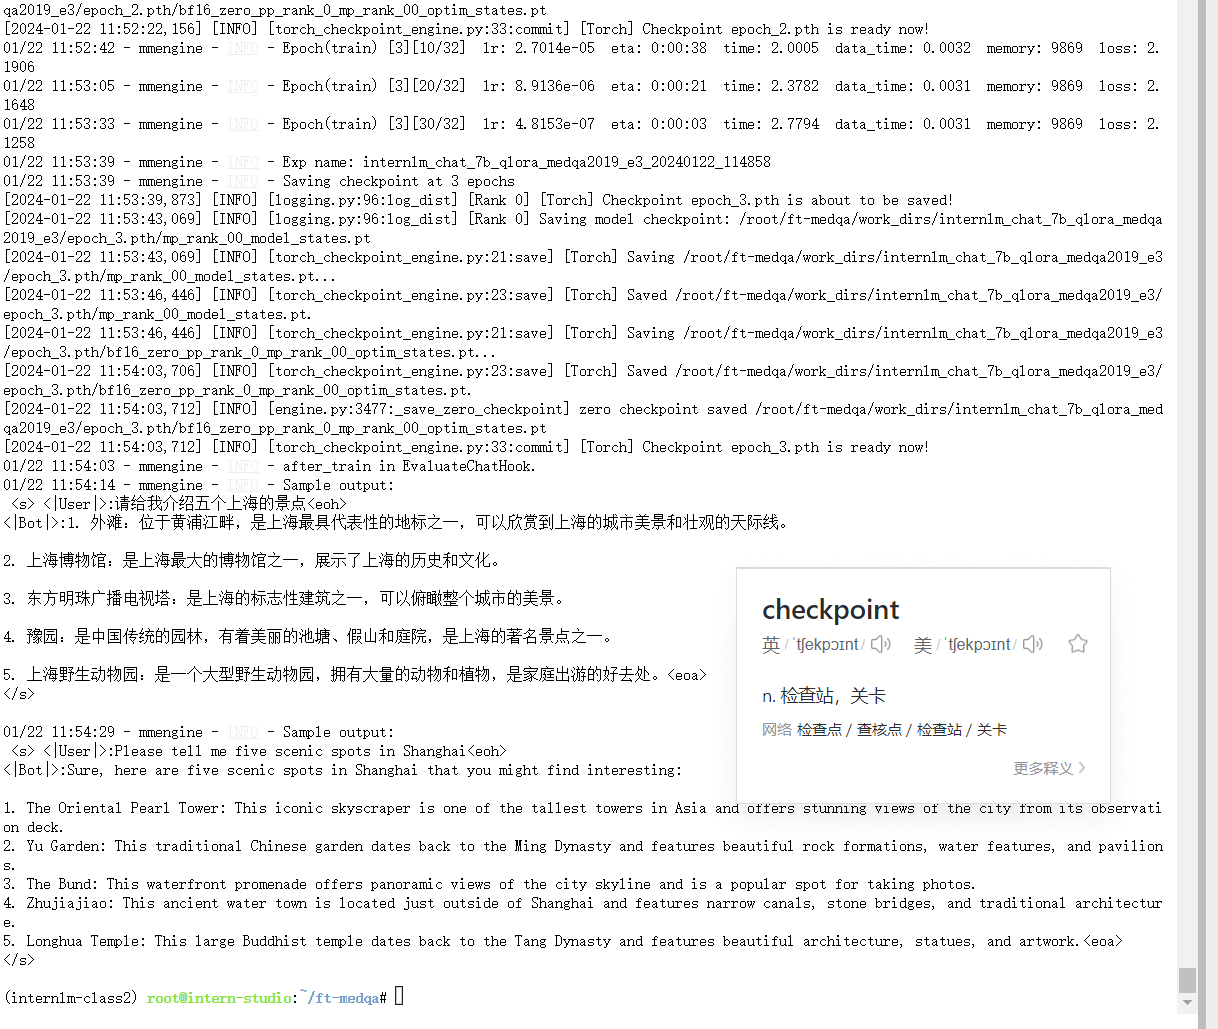 qa2019_e3/epoch_2.pth/bf16_zero_pp_rank_0_mp_rank_00_optim_states.pt
[2024-01-22 11:52:22,156] [INFO] [torch_checkpoint_engine.py:33:commit] [Torch] Checkpoint epoch_2.pth is ready now!
01/22 11:52:42 - mmengine - INFO - Epoch(train) [3][10/32]  lr: 2.7014e-05  eta: 0:00:38  time: 2.0005  data_time: 0.0032  memory: 9869  loss: 2.
1906
01/22 11:53:05 - mmengine - INFO - Epoch(train) [3][20/32]  lr: 8.9136e-06  eta: 0:00:21  time: 2.3782  data_time: 0.0031  memory: 9869  loss: 2.
1648
01/22 11:53:33 - mmengine - INFO - Epoch(train) [3][30/32]  lr: 4.8153e-07  eta: 0:00:03  time: 2.7794  data_time: 0.0031  memory: 9869  loss: 2.
1258
01/22 11:53:39 - mmengine - INFO - Exp name: internlm_chat_7b_qlora_medqa2019_e3_20240122_114858
01/22 11:53:39 - mmengine - INFO - Saving checkpoint at 3 epochs
[2024-01-22 11:53:39,873] [INFO] [logging.py:96:log_dist] [Rank 0] [Torch] Checkpoint epoch_3.pth is about to be saved!
[2024-01-22 11:53:43,069] [INFO] [logging.py:96:log_dist] [Rank 0] Saving model checkpoint: /root/ft-medqa/work_dirs/internlm_chat_7b_qlora_medqa
2019_e3/epoch_3.pth/mp_rank_00_model_states.pt
[2024-01-22 11:53:43,069] [INFO] [torch_checkpoint_engine.py:21:save] [Torch] Saving /root/ft-medqa/work_dirs/internlm_chat_7b_qlora_medqa2019_e3
/epoch_3.pth/mp_rank_00_model_states.pt...
[2024-01-22 11:53:46,446] [INFO] [torch_checkpoint_engine.py:23:save] [Torch] Saved /root/ft-medqa/work_dirs/internlm_chat_7b_qlora_medqa2019_e3/
epoch_3.pth/mp_rank_00_model_states.pt.
[2024-01-22 11:53:46,446] [INFO] [torch_checkpoint_engine.py:21:save] [Torch] Saving /root/ft-medqa/work_dirs/internlm_chat_7b_qlora_medqa2019_e3
/epoch_3.pth/bf16_zero_pp_rank_0_mp_rank_00_optim_states.pt...
[2024-01-22 11:54:03,706] [INFO] [torch_checkpoint_engine.py:23:save] [Torch] Saved /root/ft-medqa/work_dirs/internlm_chat_7b_qlora_medqa2019_e3/
epoch_3.pth/bf16_zero_pp_rank_0_mp_rank_00_optim_states.pt.
[2024-01-22 11:54:03,712] [INFO] [engine.py:3477:_save_zero_checkpoint] zero checkpoint saved /root/ft-medqa/work_dirs/internlm_chat_7b_qlora_med
qa2019_e3/epoch_3.pth/bf16_zero_pp_rank_0_mp_rank_00_optim_states.pt
[2024-01-22 11:54:03,712] [INFO] [torch_checkpoint_engine.py:33:commit] [Torch] Checkpoint epoch_3.pth is ready now!
01/22 11:54:03 - mmengine - INFO - after_train in EvaluateChatHook.
01/22 11:54:14 - mmengine - INFO - Sample output:
<s> <|User|>:请给我介绍五个上海的景点<eoh>
<|Bot|>:1. 外滩：位于黄浦江畔，是上海最具代表性的地标之一，可以欣赏到上海的城市美景和壮观的天际线。
2. 上海博物馆：是上海最大的博物馆之一，展示了上海的历史和文化。
3. 东方明珠广播电视塔：是上海的标志性建筑之一，可以俯瞰整个城市的美景。
4. 豫园：是中国传统的园林，有着美丽的池塘、假山和庭院，是上海的著名景点之一。
5. 上海野生动物园：是一个大型野生动物园，拥有大量的动物和植物，是家庭出游的好去处。<eoa>
</s>
checkpoint
英 / ˈtʃekpɔɪnt / 美 / ˈtʃekpɔɪnt /
n. 检查站，关卡
网络 检查点 / 查核点 / 检查站 / 关卡
更多释义
01/22 11:54:29 - mmengine - INFO - Sample output:
<s> <|User|>:Please tell me five scenic spots in Shanghai<eoh>
<|Bot|>:Sure, here are five scenic spots in Shanghai that you might find interesting:
1. The Oriental Pearl Tower: This iconic skyscraper is one of the tallest towers in Asia and offers stunning views of the city from its observati
on deck.
2. Yu Garden: This traditional Chinese garden dates back to the Ming Dynasty and features beautiful rock formations, water features, and pavilion
s.
3. The Bund: This waterfront promenade offers panoramic views of the city skyline and is a popular spot for taking photos.
4. Zhujiajiao: This ancient water town is located just outside of Shanghai and features narrow canals, stone bridges, and traditional architectur
e.
5. Longhua Temple: This large Buddhist temple dates back to the Tang Dynasty and features beautiful architecture, statues, and artwork.<eoa>
</s>
(internlm-class2) root@intern-studio:~/ft-medqa#